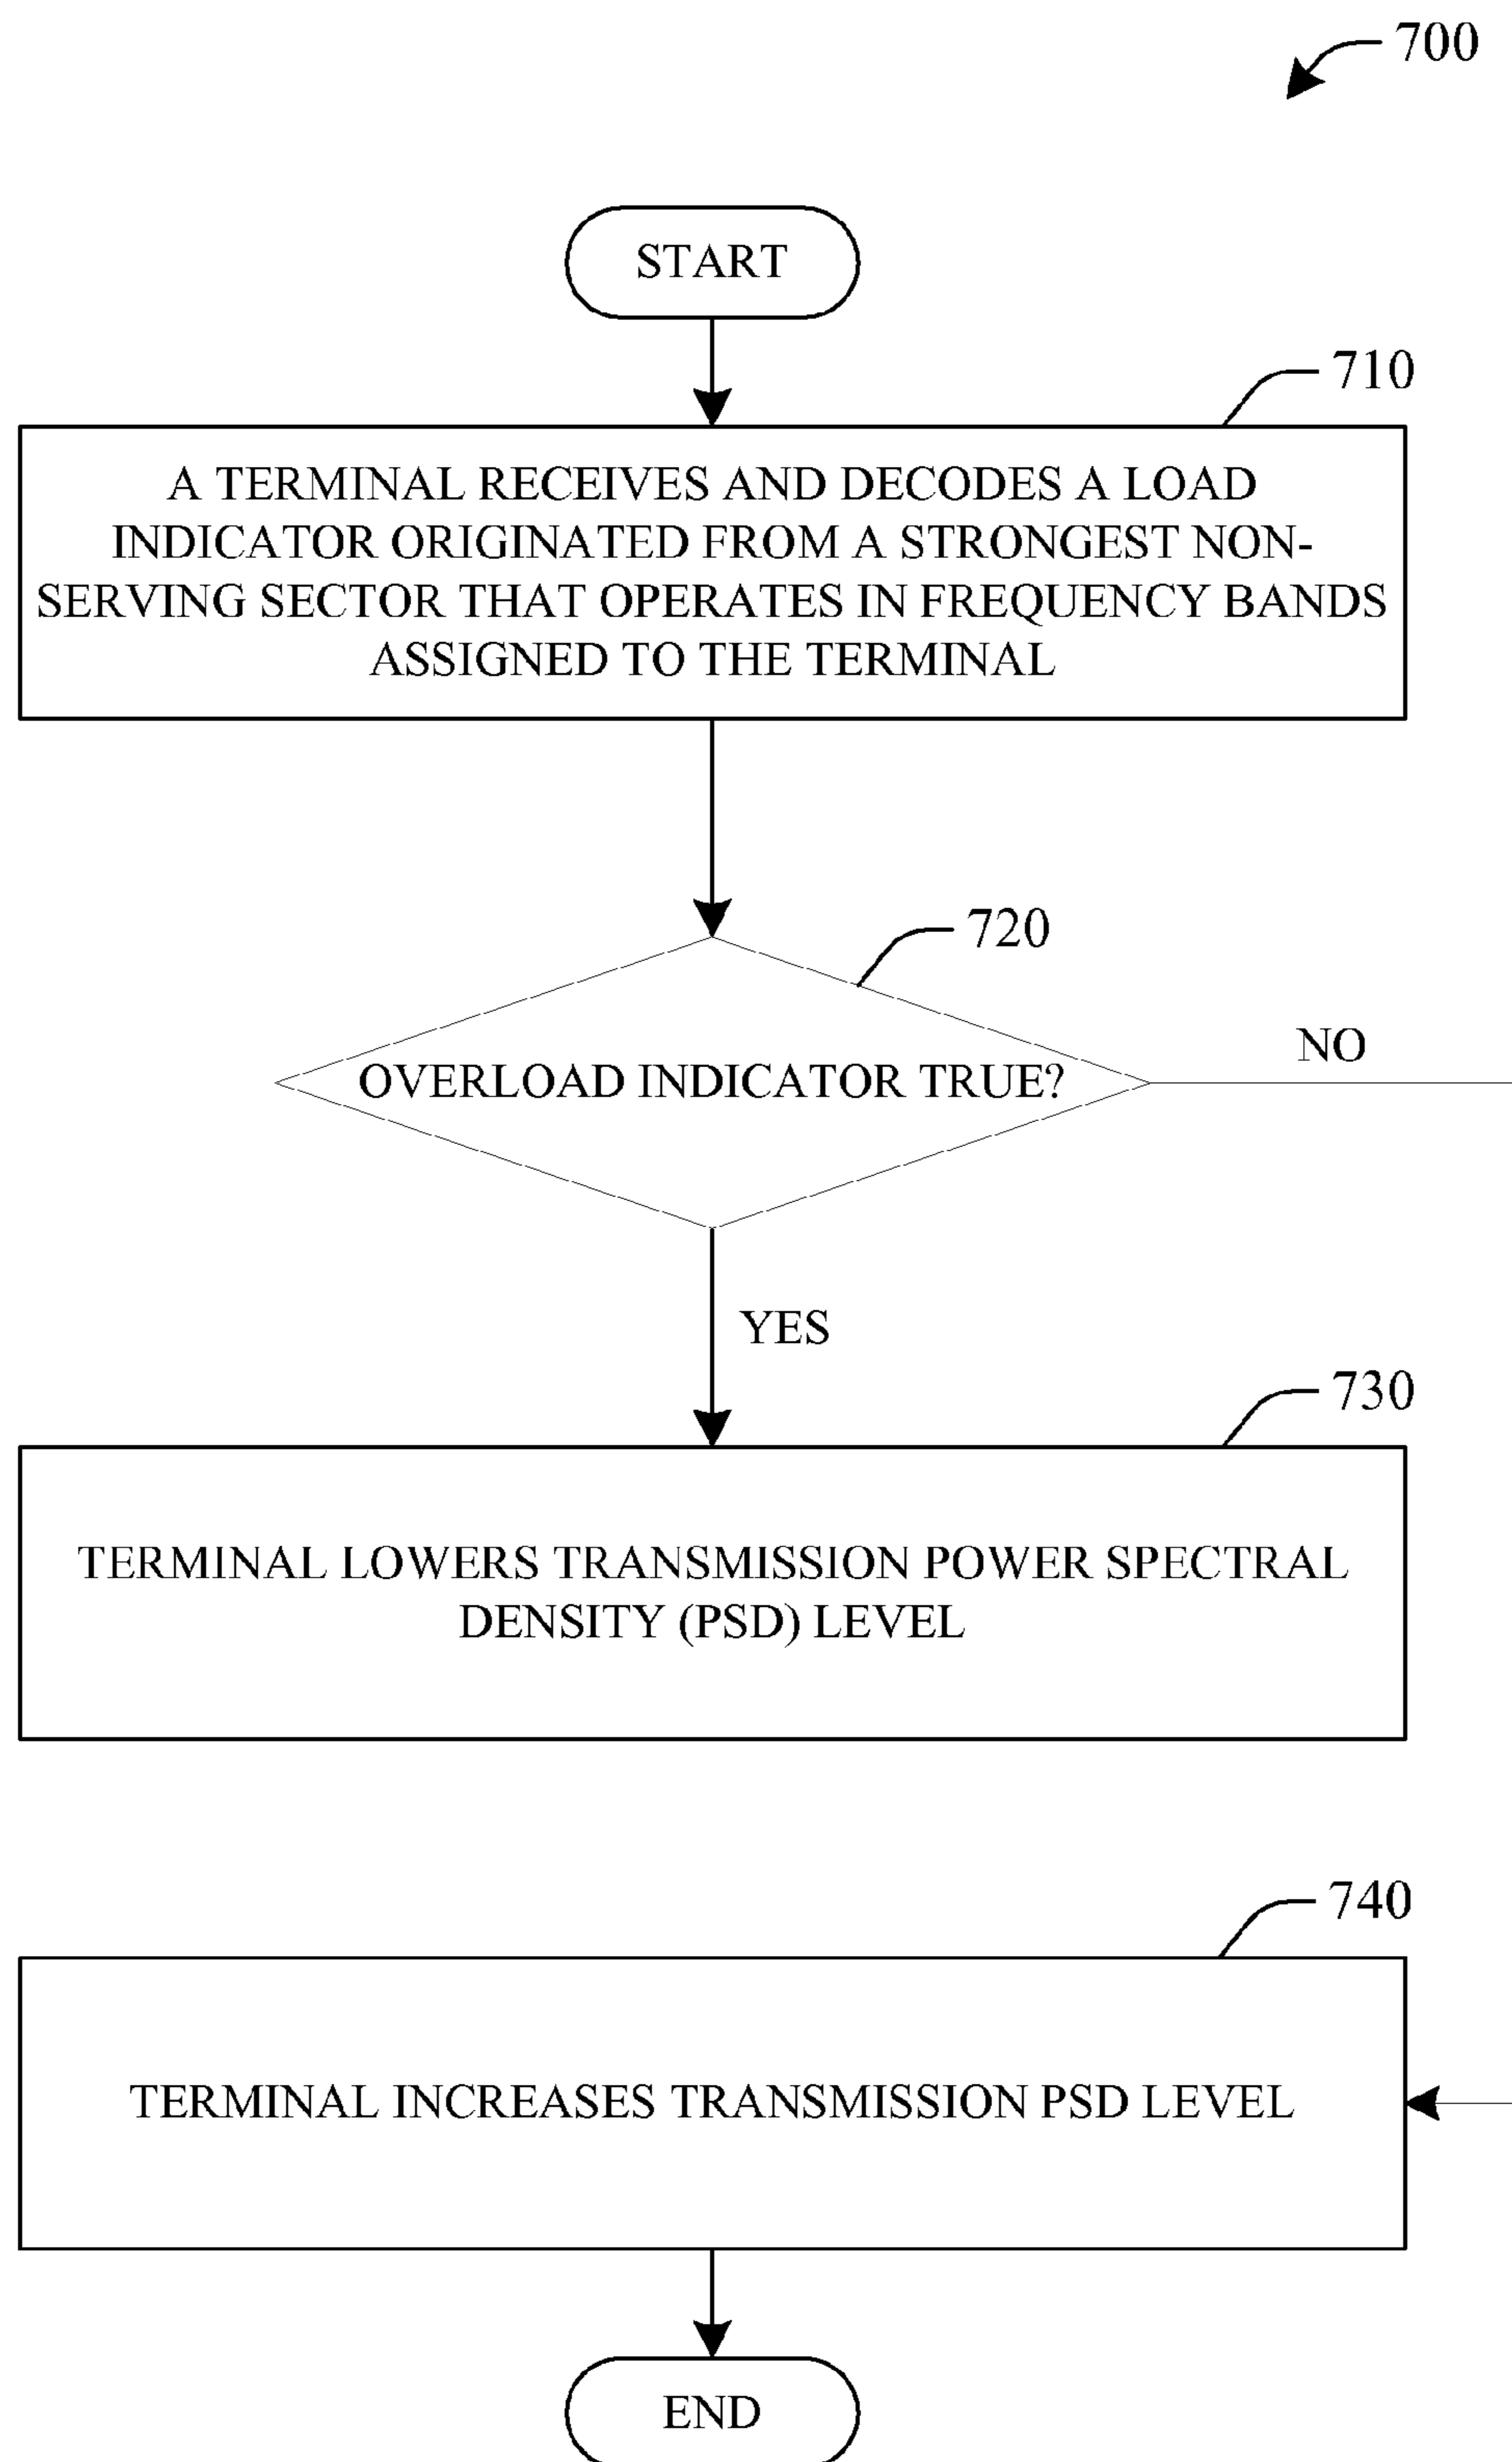 700
START
710
A TERMINAL RECEIVES AND DECODES A LOAD
INDICATOR ORIGINATED FROM A STRONGEST NON-
SERVING SECTOR THAT OPERATES IN FREQUENCY BANDS
ASSIGNED TO THE TERMINAL
720
OVERLOAD INDICATOR TRUE?
NO
YES
730
TERMINAL LOWERS TRANSMISSION POWER SPECTRAL
DENSITY (PSD) LEVEL
740
TERMINAL INCREASES TRANSMISSION PSD LEVEL
END